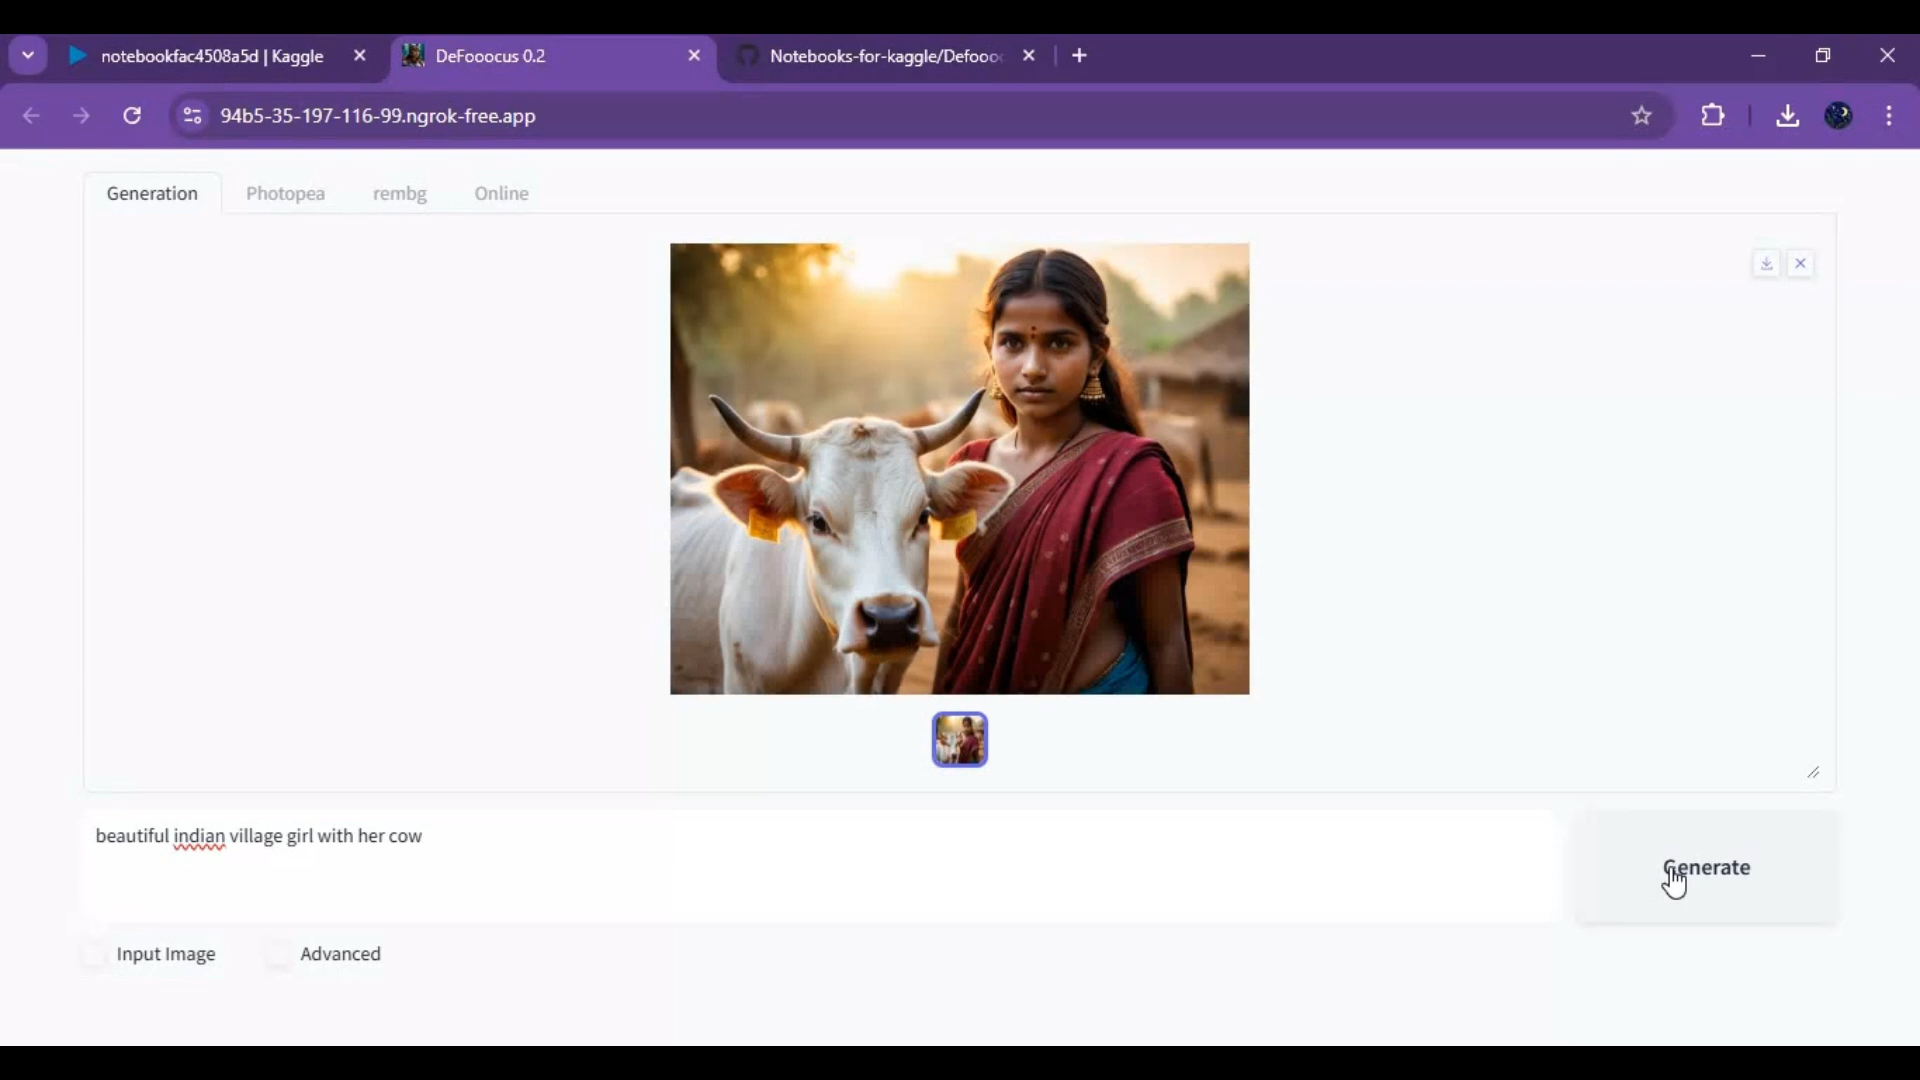 notebookfac4508a5d | Kaggle
DeFooocus 0.2
Notebooks-for-kaggle/Defoooc
94b5-35-197-116-99.ngrok-free.app
Generation
Photopea
rembg
Online
beautiful indian village girl with her cow
Generate
Input Image
Advanced